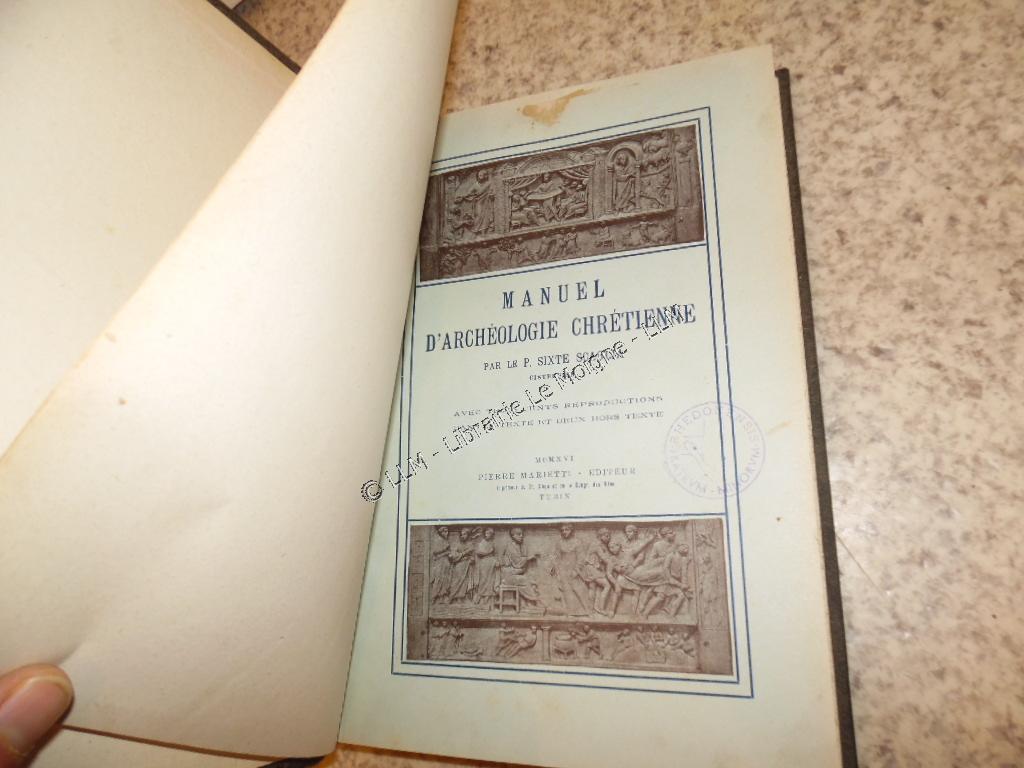 MANUEL
D'ARCHÉOLOGIE CHRÉTIENNE
PAR LE P. SIXTE
AVEC REPRODUCTIONS
TEXTE ET DEUX HORS TEXTE
MCMXVI
PIERRE MARIETTI - EDITEUR
TURIN
© LLM - Librairie Le Moigne - LLM
MINORVM